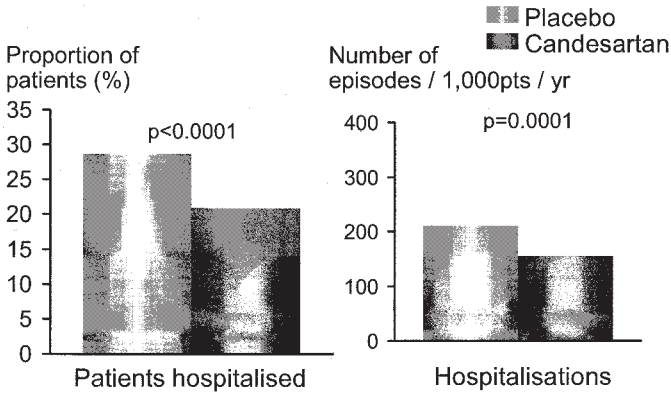 Placebo
Candesartan
Proportion of
patients (%)
35
30
25
20
15
10
5
0
p<0.0001
Patients hospitalised
Number of
episodes / 1,000pts / yr
400
300
200
100
0
p=0.0001
Hospitalisations